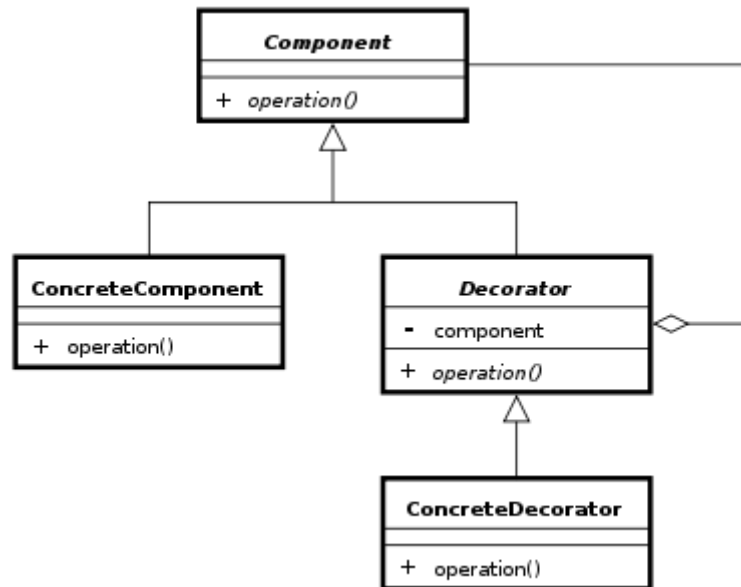 Component
+ operation()
ConcreteComponent
+ operation()
Decorator
- component
+ operation()
ConcreteDecorator
+ operation()